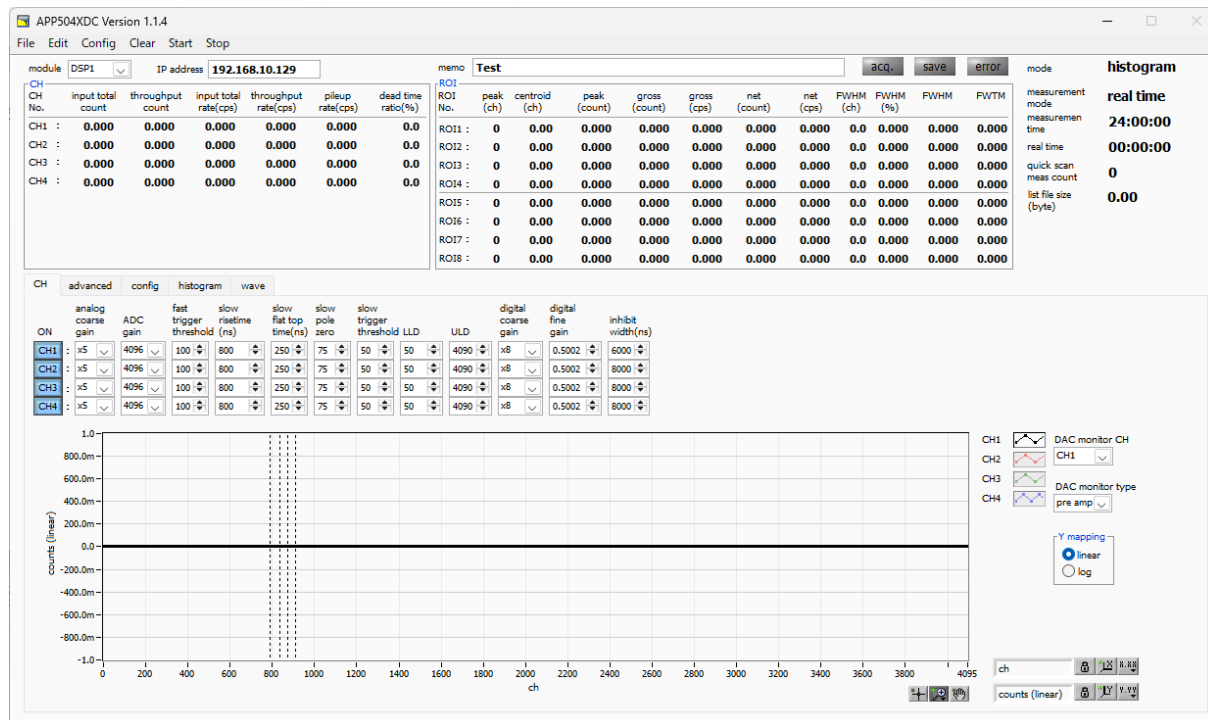 APP504XDC Version 1.1.4
File Edit Config Clear Start Stop
module DSP1 IP address 192.168.10.129
CH
CH No. input total count throughput count input total rate(cps) throughput rate(cps) pileup rate(cps) dead time ratio(%)
CH1 : 0.000 0.000 0.000 0.000 0.000 0.0
CH2 : 0.000 0.000 0.000 0.000 0.000 0.0
CH3 : 0.000 0.000 0.000 0.000 0.000 0.0
CH4 : 0.000 0.000 0.000 0.000 0.000 0.0
memo Test acq. save error
ROI
ROI No. peak (ch) centroid (ch) peak (count) gross (count) gross (cps) net (count) net (cps) FWHM (ch) FWHM (%) FWHM FWTM
ROI1 : 0 0.00 0.000 0.000 0.000 0.000 0.000 0.0 0.000 0.000 0.000
ROI2 : 0 0.00 0.000 0.000 0.000 0.000 0.000 0.0 0.000 0.000 0.000
ROI3 : 0 0.00 0.000 0.000 0.000 0.000 0.000 0.0 0.000 0.000 0.000
ROI4 : 0 0.00 0.000 0.000 0.000 0.000 0.000 0.0 0.000 0.000 0.000
ROI5 : 0 0.00 0.000 0.000 0.000 0.000 0.000 0.0 0.000 0.000 0.000
ROI6 : 0 0.00 0.000 0.000 0.000 0.000 0.000 0.0 0.000 0.000 0.000
ROI7 : 0 0.00 0.000 0.000 0.000 0.000 0.000 0.0 0.000 0.000 0.000
ROI8 : 0 0.00 0.000 0.000 0.000 0.000 0.000 0.0 0.000 0.000 0.000
mode histogram
measurement mode real time
measuremen time 24:00:00
real time 00:00:00
quick scan meas count 0
list file size (byte) 0.00
CH advanced config histogram wave
ON analog coarse gain ADC gain fast trigger threshold slow risetime (ns) slow flat top time(ns) slow pole zero slow trigger threshold LLD ULD digital coarse gain digital fine gain inhibit width(ns)
CH1 : x5 4096 100 800 250 75 50 50 4090 x8 0.5002 6000
CH2 : x5 4096 100 800 250 75 50 50 4090 x8 0.5002 8000
CH3 : x5 4096 100 800 250 75 50 50 4090 x8 0.5002 8000
CH4 : x5 4096 100 800 250 75 50 50 4090 x8 0.5002 8000
counts (linear)
1.0
800.0m
600.0m
400.0m
200.0m
0.0
-200.0m
-400.0m
-600.0m
-800.0m
-1.0
0 200 400 600 800 1000 1200 1400 1600 1800 2000 2200 2400 2600 2800 3000 3200 3400 3600 3800 4095
ch
CH1
CH2
CH3
CH4
DAC monitor CH
CH1
DAC monitor type
pre amp
Y mapping
linear
log
ch X X.XX
counts (linear) Y Y.YY